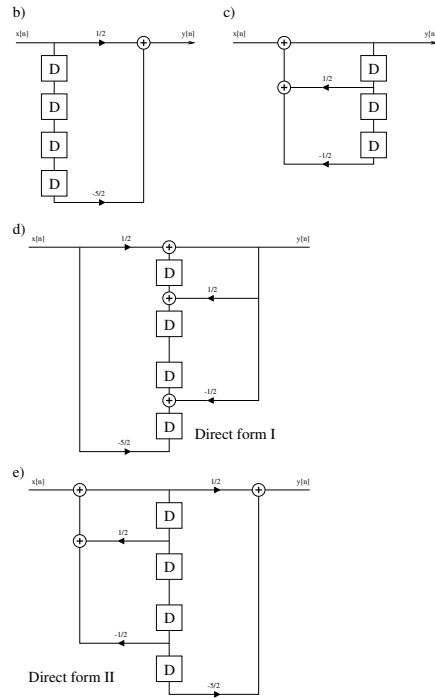 b) c)
x[n] 1/2 + y[n] x[n] + y[n]
D D
1/2
+
D D
D
D D
-1/2
-5/2
d)
x[n] 1/2 + y[n]
D
1/2
+
D
D
-1/2
+
D
-5/2 Direct form I
e)
x[n] + 1/2 + y[n]
D
1/2
+
D
D
-1/2
D
Direct form II
-5/2